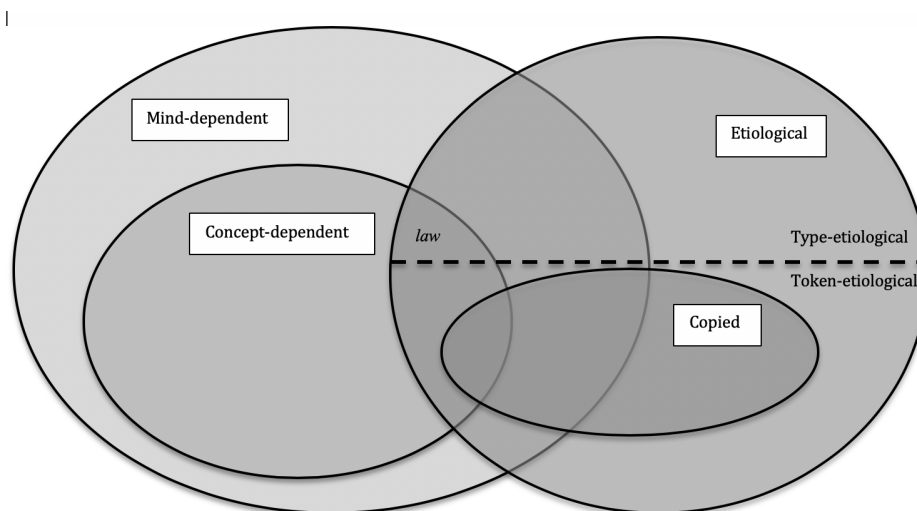 Mind-dependent
Etiological
Concept-dependent
law
Type-etiological
Token-etiological
Copied